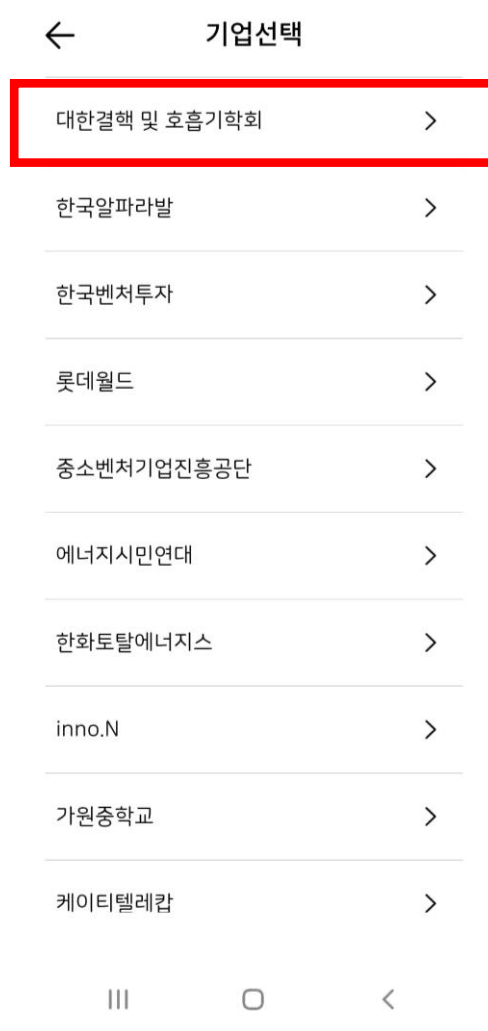 기업선택
대한결핵 및 호흡기학회
한국알파라발
한국벤처투자
롯데월드
중소벤처기업진흥공단
에너지시민연대
한화토탈에너지스
inno.N
가원중학교
케이티텔레캅